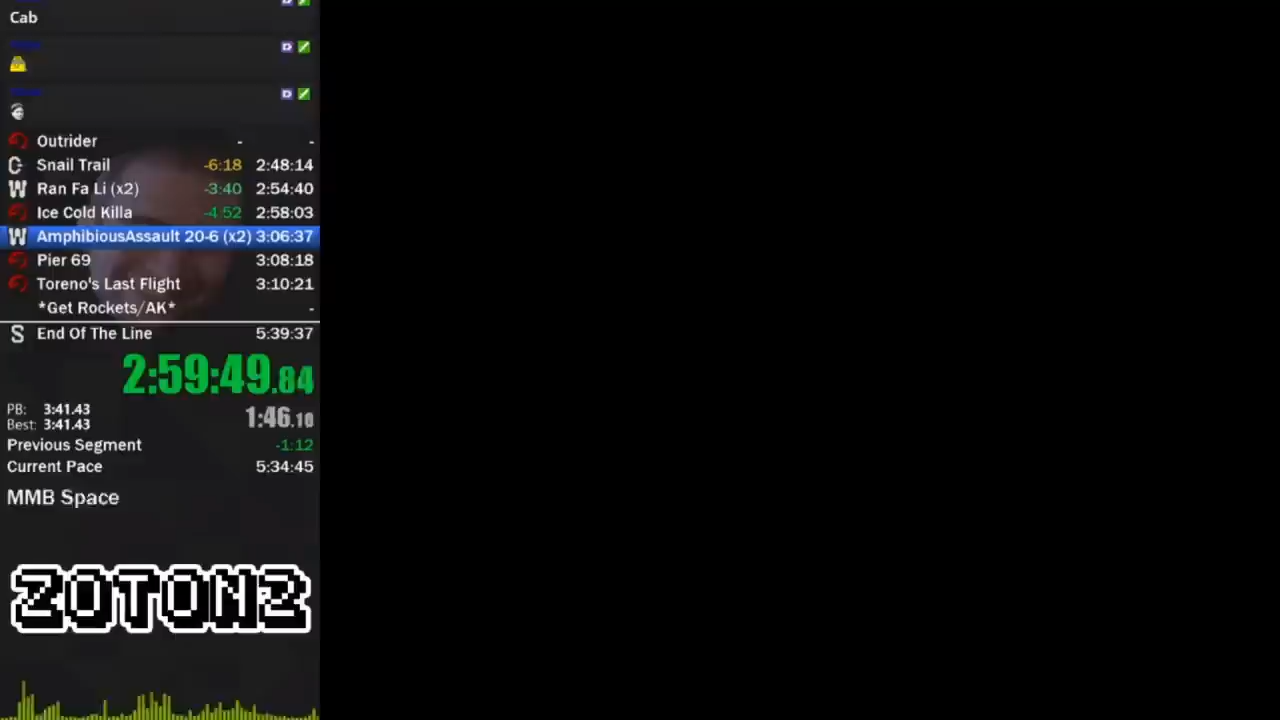 Cab
Outrider - -
Snail Trail -6:18 2:48:14
Ran Fa Li (x2) -3:40 2:54:40
Ice Cold Killa -4:52 2:58:03
AmphibiousAssault 20-6 (x2) 3:06:37
Pier 69 3:08:18
Toreno's Last Flight 3:10:21
*Get Rockets/AK* -
End Of The Line 5:39:37
2:59:49.84
PB: 3:41.43
Best: 3:41.43
1:46.10
Previous Segment -1:12
Current Pace 5:34:45
MMB Space
ZOTONZ